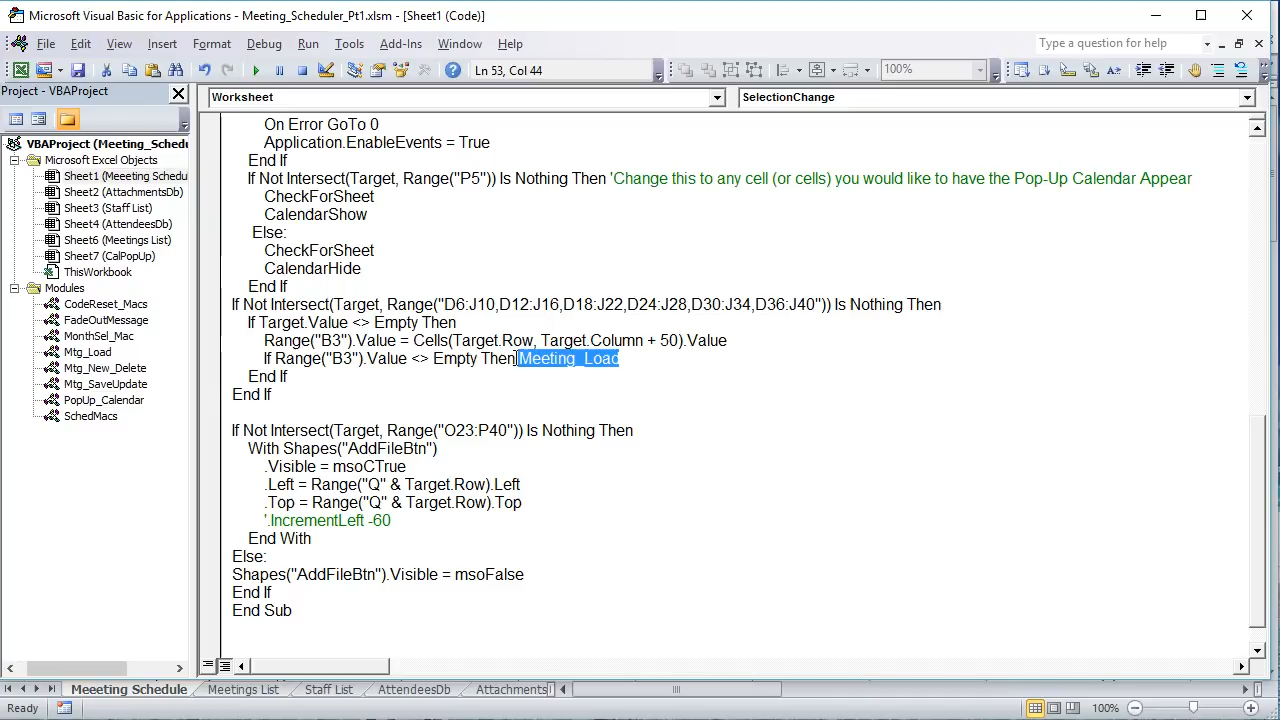 Microsoft Visual Basic for Applications - Meeting_Scheduler_Pt1.xlsm - [Sheet1 (Code)]
File Edit View Insert Format Debug Run Tools Add-Ins Window Help Type a question for help
Ln 53, Col 44 100%
Project - VBAProject
Worksheet SelectionChange
VBAProject (Meeting_Schedu
Microsoft Excel Objects
Sheet1 (Meeeting Schedu
Sheet2 (AttachmentsDb)
Sheet3 (Staff List)
Sheet4 (AttendeesDb)
Sheet6 (Meetings List)
Sheet7 (CalPopUp)
ThisWorkbook
Modules
CodeReset_Macs
FadeOutMessage
MonthSel_Mac
Mtg_Load
Mtg_New_Delete
Mtg_SaveUpdate
PopUp_Calendar
SchedMacs
On Error GoTo 0
Application.EnableEvents = True
End If
If Not Intersect(Target, Range("P5")) Is Nothing Then 'Change this to any cell (or cells) you would like to have the Pop-Up Calendar Appear
CheckForSheet
CalendarShow
Else:
CheckForSheet
CalendarHide
End If
If Not Intersect(Target, Range("D6:J10,D12:J16,D18:J22,D24:J28,D30:J34,D36:J40")) Is Nothing Then
If Target.Value <> Empty Then
Range("B3").Value = Cells(Target.Row, Target.Column + 50).Value
If Range("B3").Value <> Empty Then Meeting_Load
End If
End If
If Not Intersect(Target, Range("O23:P40")) Is Nothing Then
With Shapes("AddFileBtn")
.Visible = msoCTrue
.Left = Range("Q" & Target.Row).Left
.Top = Range("Q" & Target.Row).Top
'.IncrementLeft -60
End With
Else:
Shapes("AddFileBtn").Visible = msoFalse
End If
End Sub
Meeeting Schedule Meetings List Staff List AttendeesDb Attachments
Ready 100%